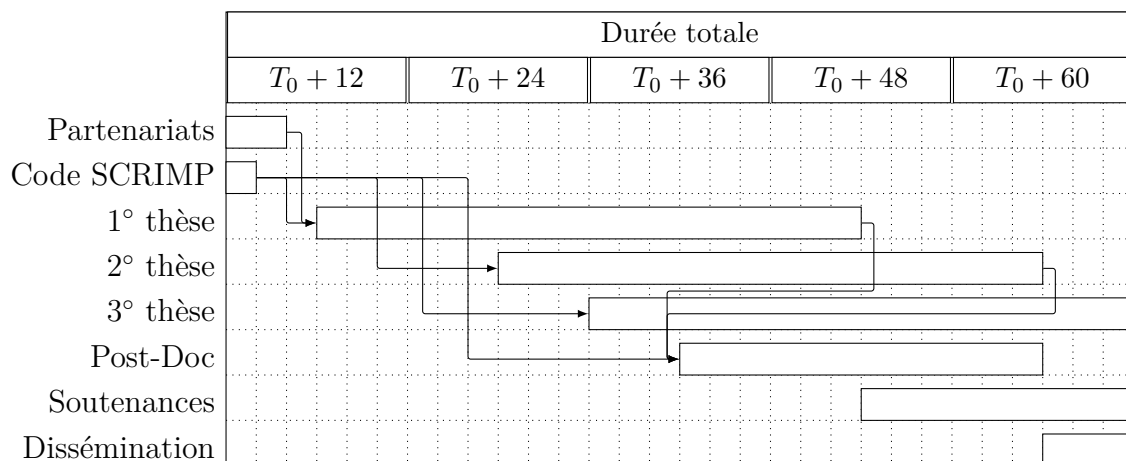 Durée totale
T₀ + 12 T₀ + 24 T₀ + 36 T₀ + 48 T₀ + 60
Partenariats
Code SCRIMP
1° thèse
2° thèse
3° thèse
Post-Doc
Soutenances
Dissémination